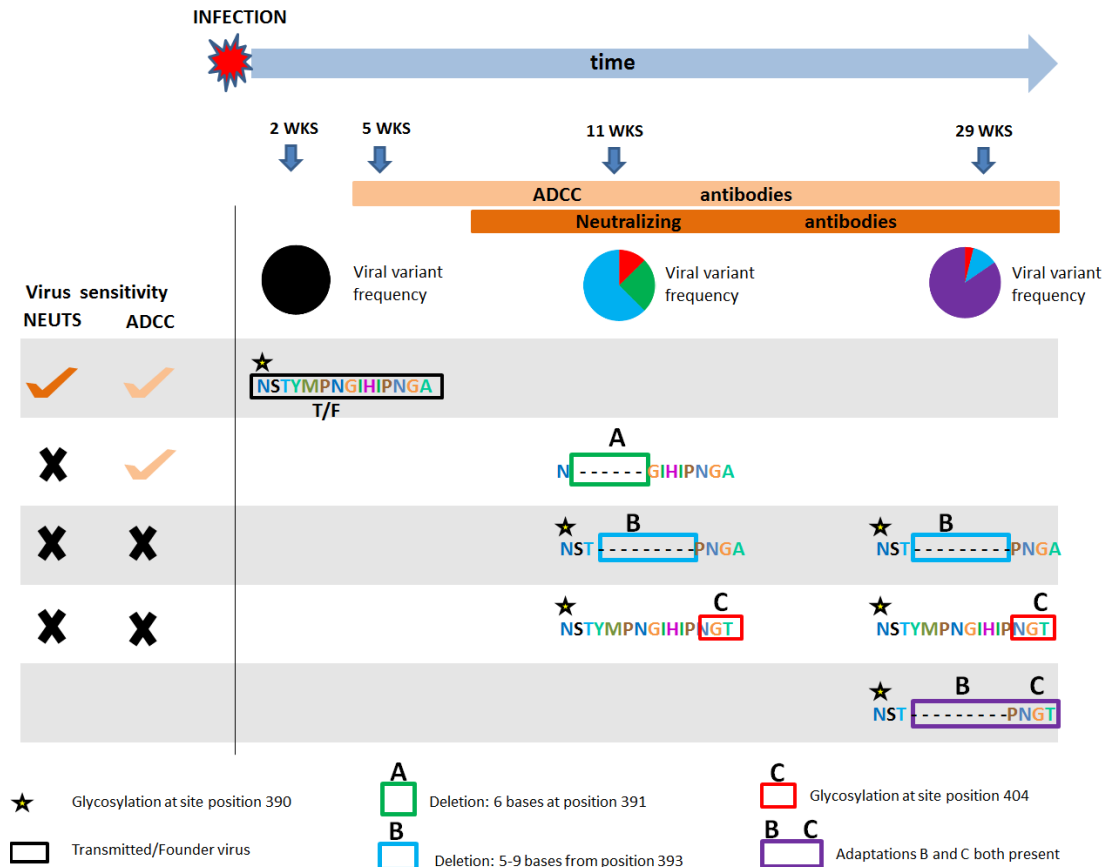 INFECTION
time
2 WKS
5 WKS
11 WKS
29 WKS
ADCC antibodies
Neutralizing antibodies
Viral variant
frequency
Viral variant
frequency
Viral variant
frequency
Virus sensitivity
NEUTS ADCC
NSTYMPNGIHIPNGA
T/F
A
N------GIHIPNGA
B
NST---------PNGA
B
NST---------PNGA
C
NSTYMPNGIHIPNGT
C
NSTYMPNGIHIPNGT
B C
NST---------PNGT
Glycosylation at site position 390
A
Deletion: 6 bases at position 391
C
Glycosylation at site position 404
Transmitted/Founder virus
B
Deletion: 5-9 bases from position 393
B C
Adaptations B and C both present